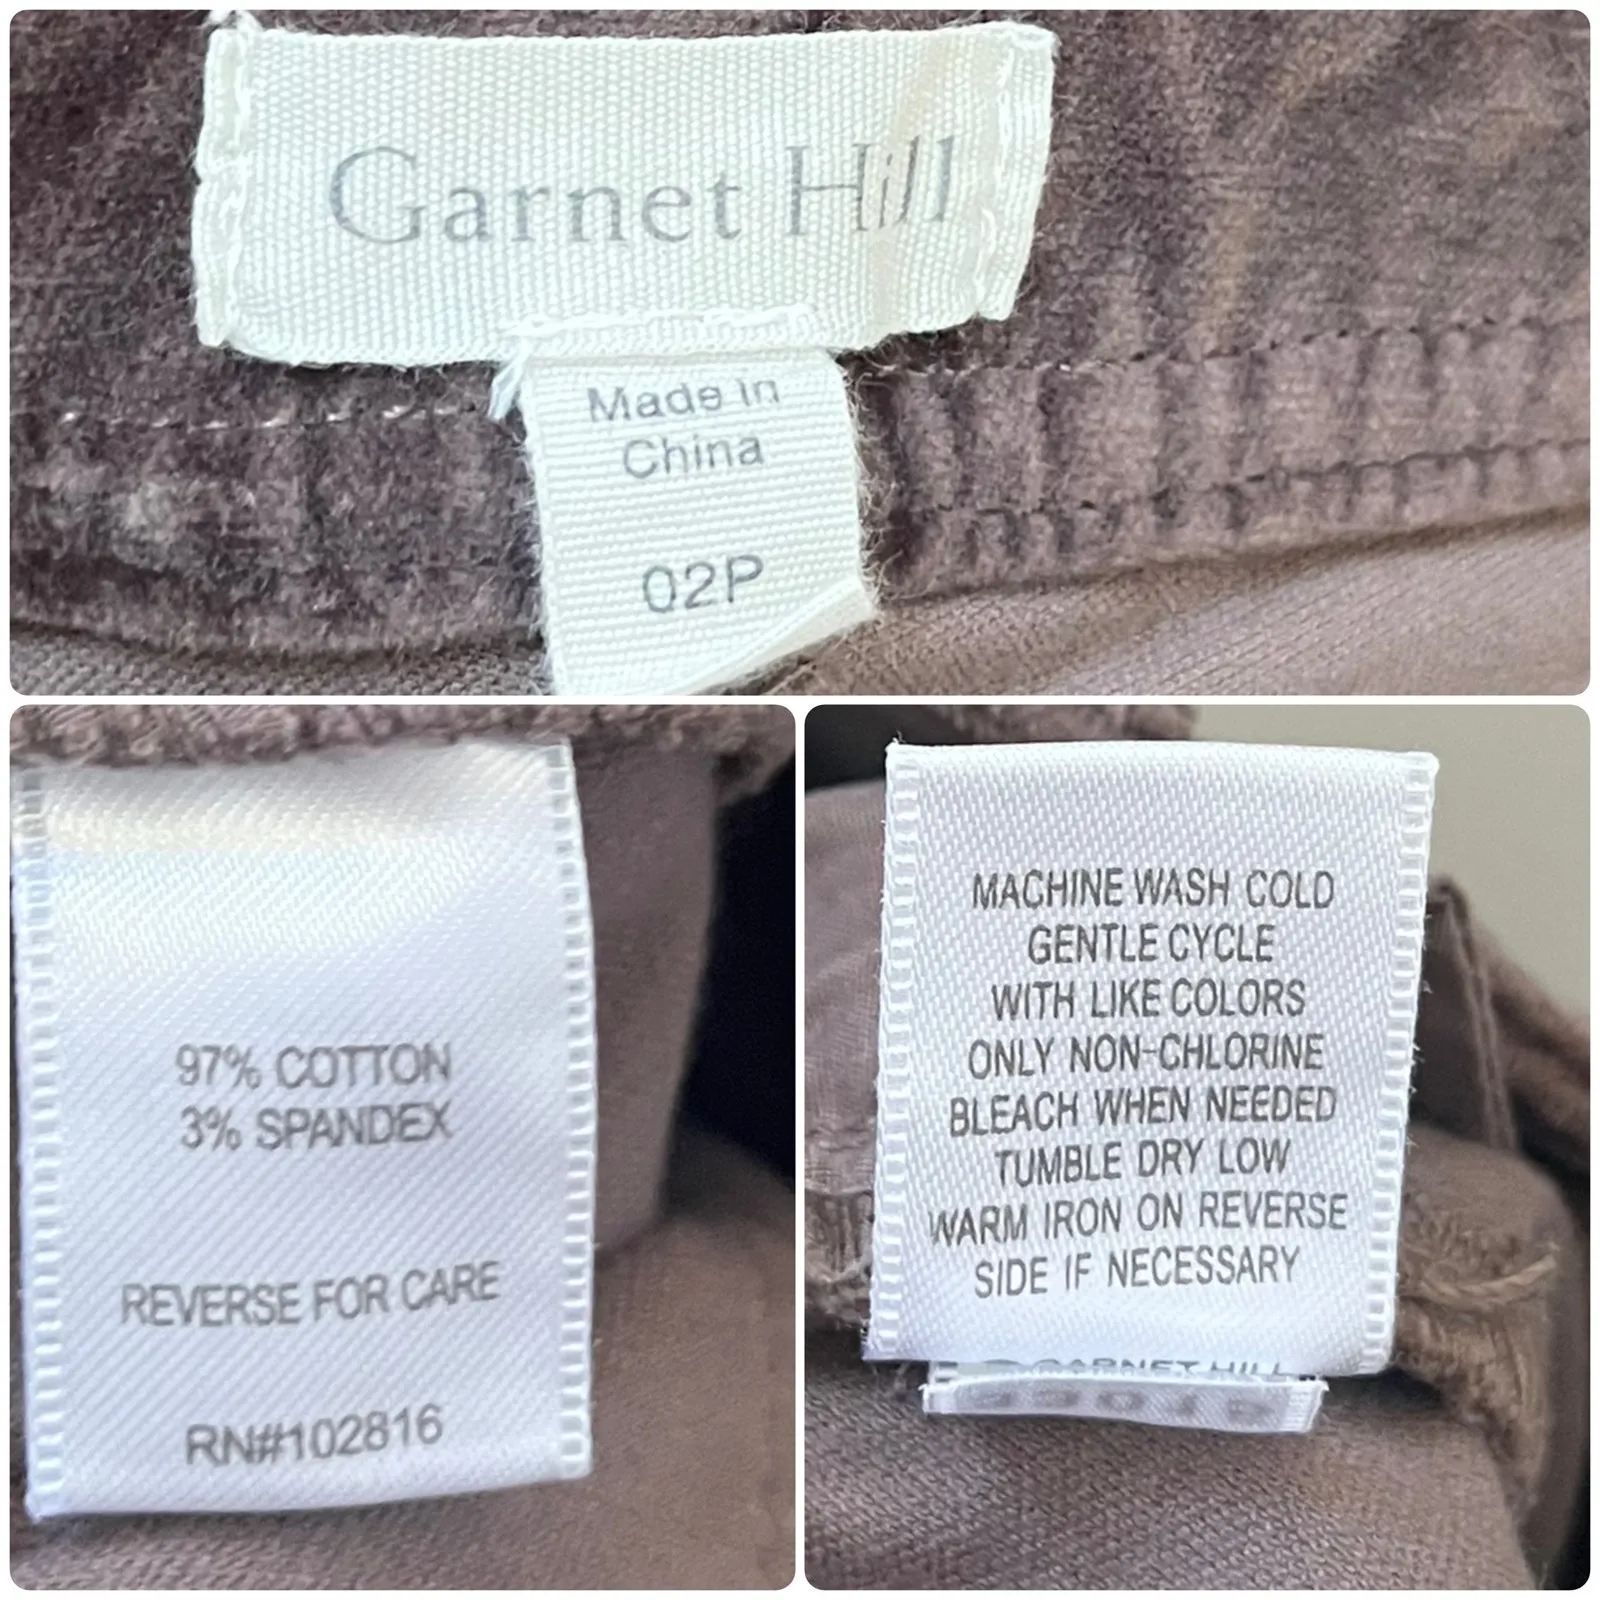 Garnet Hill
Made in
China
02P
97% COTTON
3% SPANDEX
REVERSE FOR CARE
RN#102816
MACHINE WASH COLD
GENTLE CYCLE
WITH LIKE COLORS
ONLY NON-CHLORINE
BLEACH WHEN NEEDED
TUMBLE DRY LOW
WARM IRON ON REVERSE
SIDE IF NECESSARY
GARNET HILL